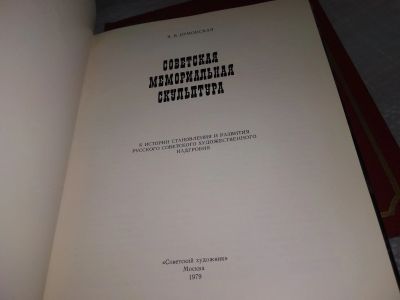 СОВЕТСКАЯ
МЕМОРИАЛЬНАЯ
СКУЛЬПТУРА
К ИСТОРИИ СТАНОВЛЕНИЯ И РАЗВИТИЯ
РУССКОГО СОВЕТСКОГО ХУДОЖЕСТВЕННОГО
НАДГРОБИЯ
«Советский художник»
Москва
1979